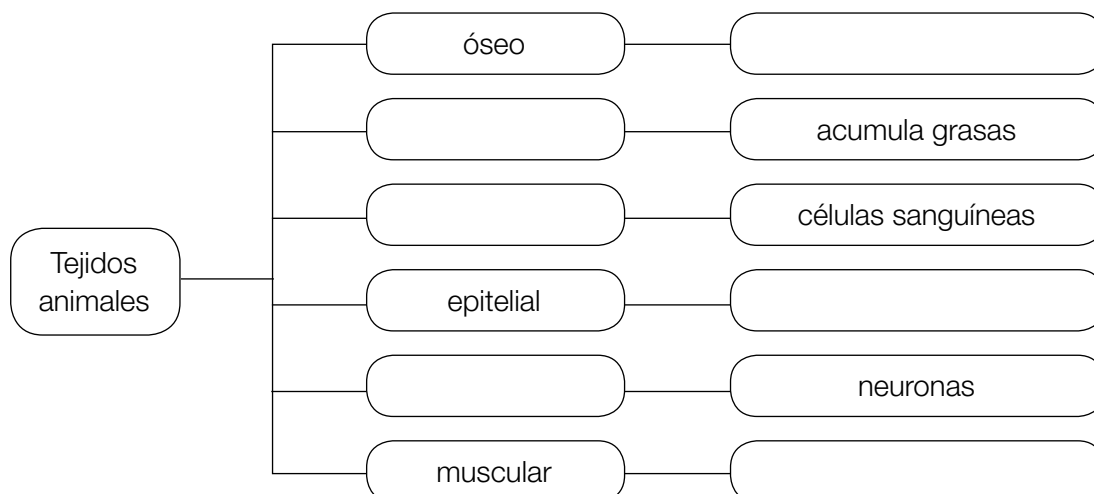 óseo
acumula grasas
células sanguíneas
Tejidos
animales
epitelial
neuronas
muscular